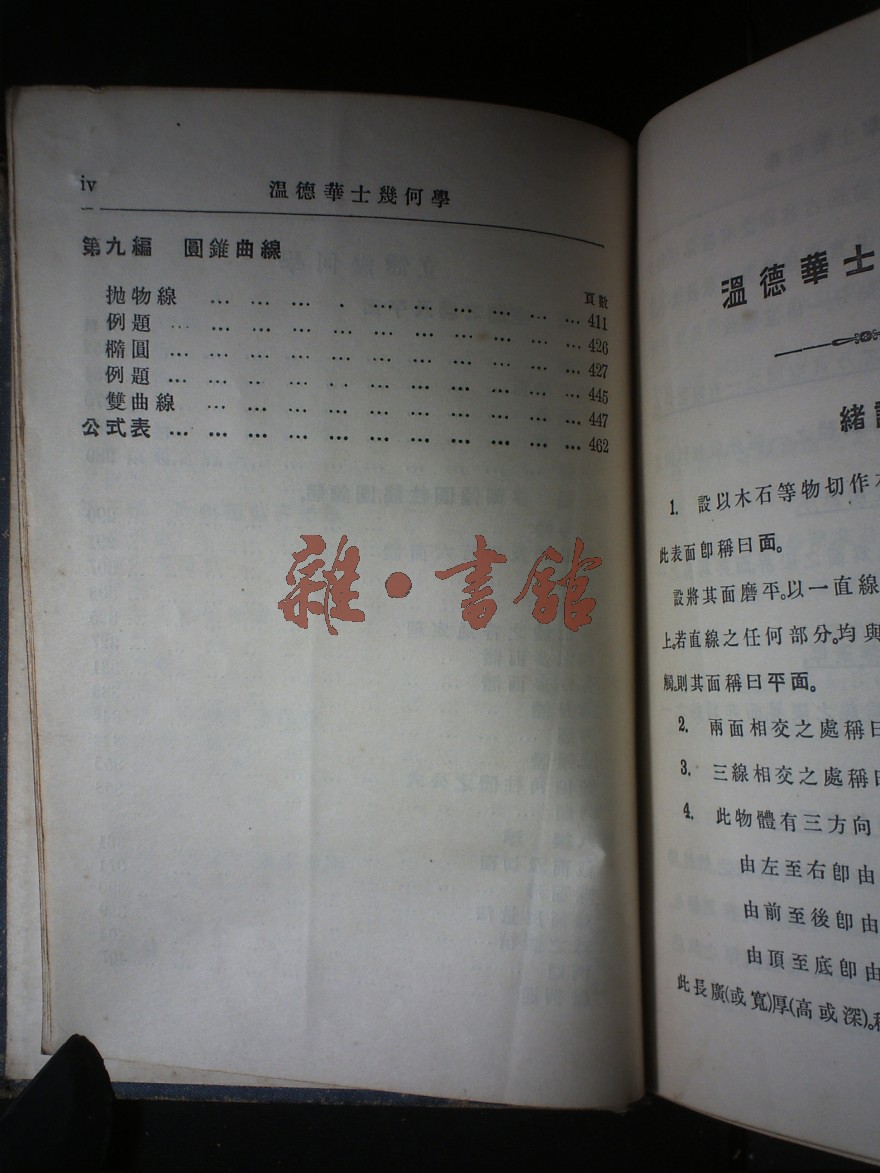 iv 温德華士幾何學
第九編 圓錐曲線
頁數
拋物線 ... ... ... ... ... ... ... ... ... ... 411
例題 ... ... ... ... ... ... ... ... ... ... ... 426
橢圓 ... ... ... ... ... ... ... ... ... ... ... 427
例題 ... ... ... ... ... ... ... ... ... ... ... 445
雙曲線 ... ... ... ... ... ... ... ... ... ... 447
公式表 ... ... ... ... ... ... ... ... ... ... ... 462
雜·書館
溫德華士
緒
1. 設以木石等物切作
此表面卽稱曰面。
設將其面磨平。以一直線
上。若直線之任何部分。均與
觸。則其面稱曰平面。
2. 兩面相交之處稱曰
3. 三線相交之處稱曰
4. 此物體有三方向
由左至右卽由
由前至後卽由
由頂至底卽由
此長廣(或寬)厚(高或深)。